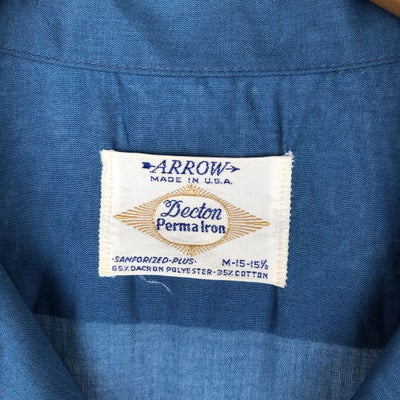 ARROW
MADE IN U.S.A.
Decton
Perma Iron
SANFORIZED-PLUS· M-15-15½
65% DACRON POLYESTER-35% COTTON